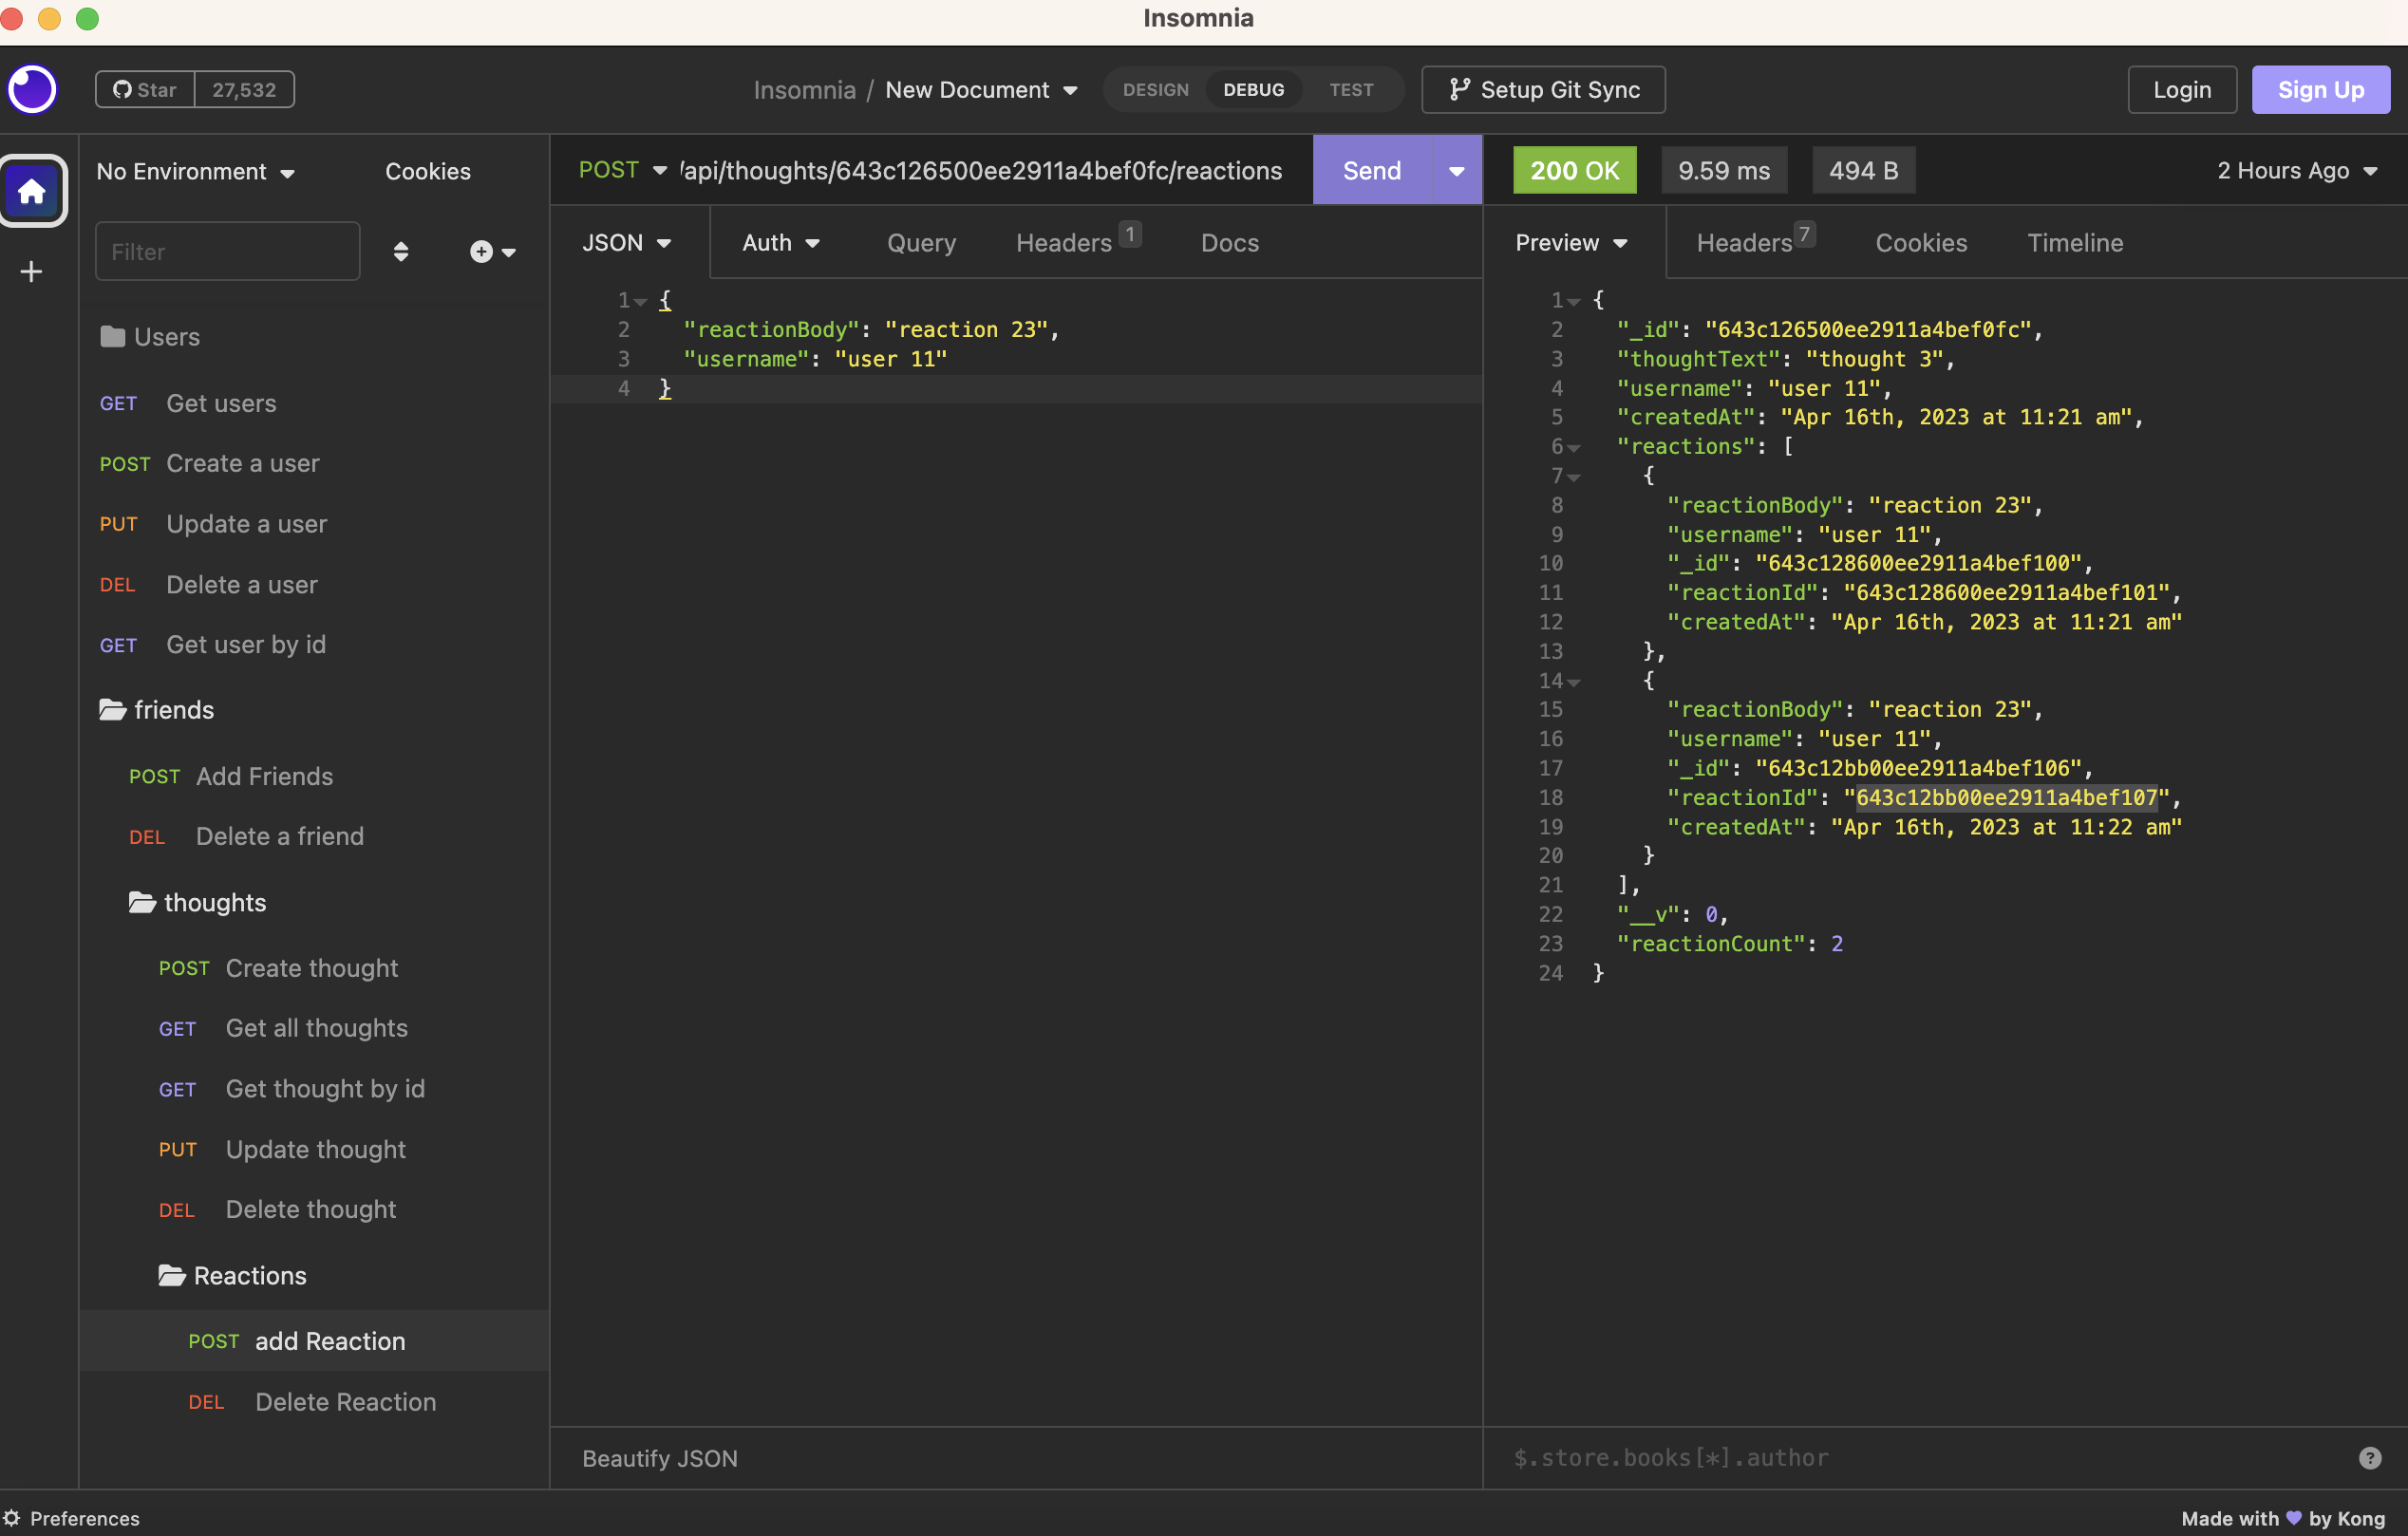 Insomnia
Star 27,532
Insomnia / New Document
DESIGN DEBUG TEST
Setup Git Sync
Login
Sign Up
No Environment
Cookies
Filter
Users
GET Get users
POST Create a user
PUT Update a user
DEL Delete a user
GET Get user by id
friends
POST Add Friends
DEL Delete a friend
thoughts
POST Create thought
GET Get all thoughts
GET Get thought by id
PUT Update thought
DEL Delete thought
Reactions
POST add Reaction
DEL Delete Reaction
POST /api/thoughts/643c126500ee2911a4bef0fc/reactions Send
JSON Auth Query Headers 1 Docs
1 {
2 "reactionBody": "reaction 23",
3 "username": "user 11"
4 }
Beautify JSON
200 OK 9.59 ms 494 B 2 Hours Ago
Preview Headers 7 Cookies Timeline
1 {
2 "_id": "643c126500ee2911a4bef0fc",
3 "thoughtText": "thought 3",
4 "username": "user 11",
5 "createdAt": "Apr 16th, 2023 at 11:21 am",
6 "reactions": [
7 {
8 "reactionBody": "reaction 23",
9 "username": "user 11",
10 "_id": "643c128600ee2911a4bef100",
11 "reactionId": "643c128600ee2911a4bef101",
12 "createdAt": "Apr 16th, 2023 at 11:21 am"
13 },
14 {
15 "reactionBody": "reaction 23",
16 "username": "user 11",
17 "_id": "643c12bb00ee2911a4bef106",
18 "reactionId": "643c12bb00ee2911a4bef107",
19 "createdAt": "Apr 16th, 2023 at 11:22 am"
20 }
21 ],
22 "__v": 0,
23 "reactionCount": 2
24 }
$.store.books[*].author
Preferences
Made with 💜 by Kong